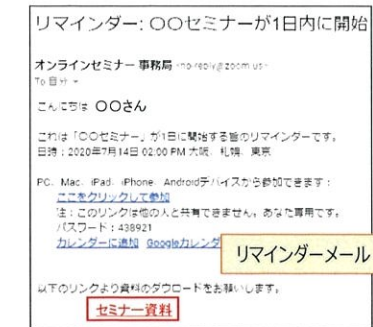 リマインダー: 〇〇セミナーが1日内に開始
オンラインセミナー 事務局 <no-reply@zoom.us>
To 自分
こんにちは 〇〇さん
これは「〇〇セミナー」が1日に開始する旨のリマインダーです。
日時：2020年7月14日 02:00 PM 大阪、札幌、東京
PC、Mac、iPad、iPhone、Androidデバイスから参加できます：
ここをクリックして参加
注：このリンクは他の人と共有できません。あなた専用です。
パスワード：438921
カレンダーに追加 Googleカレンダ
リマインダーメール
以下のリンクより資料のダウロードをお願いします。
セミナー資料